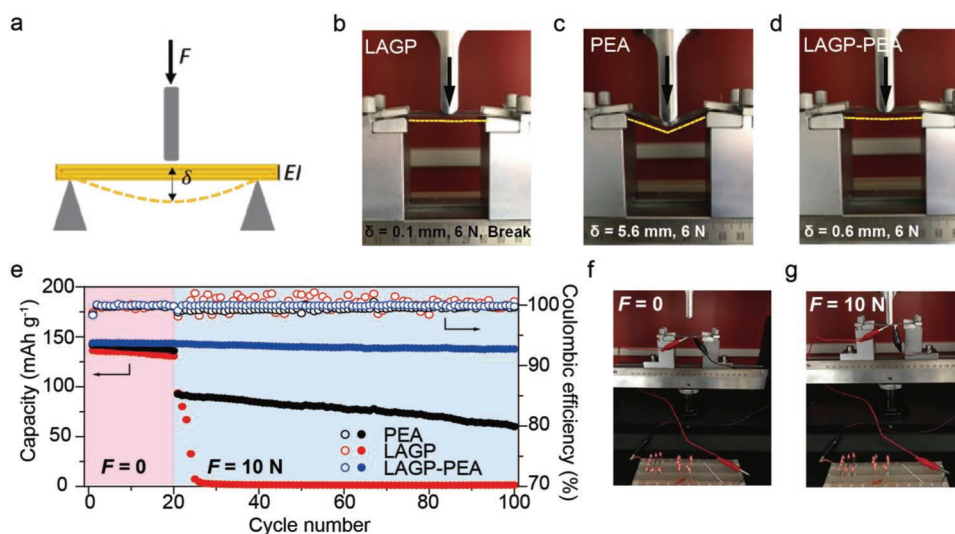 a
F
δ
EI
b
LAGP
δ = 0.1 mm, 6 N, Break
c
PEA
δ = 5.6 mm, 6 N
d
LAGP-PEA
δ = 0.6 mm, 6 N
e
200
150
100
50
0
Capacity (mAh g⁻¹)
0
20
40
60
80
100
Cycle number
100
90
80
70
Coulombic efficiency (%)
F = 0
F = 10 N
PEA
LAGP
LAGP-PEA
f
F = 0
g
F = 10 N